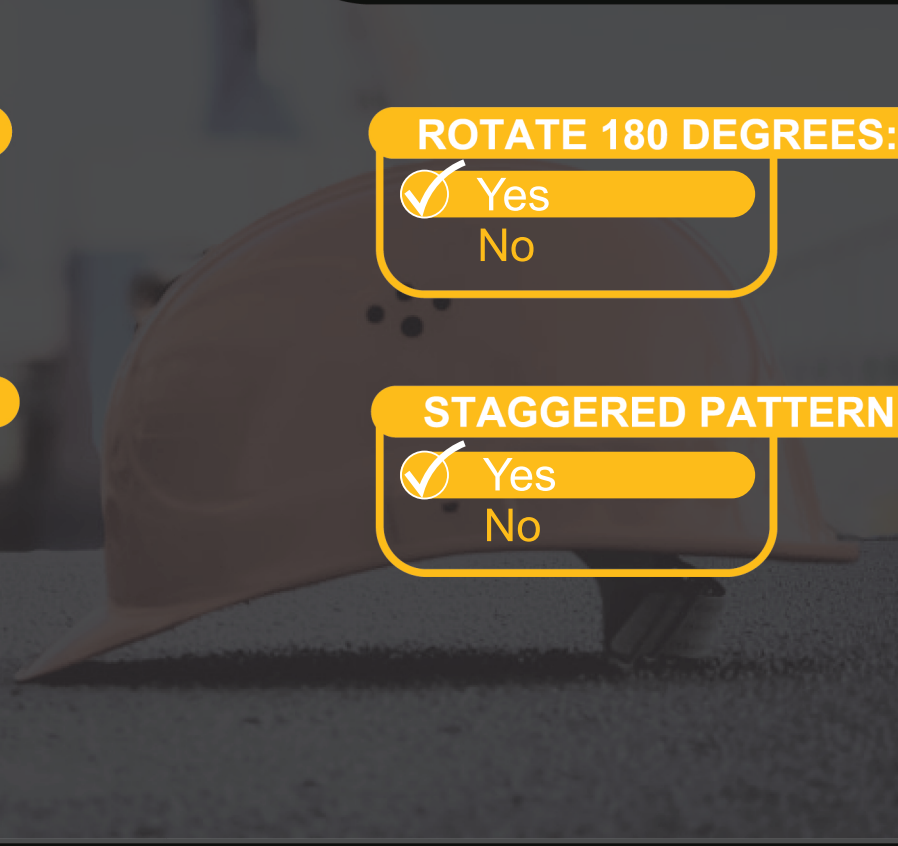 ROTATE 180 DEGREES:
Yes
No
STAGGERED PATTERN
Yes
No